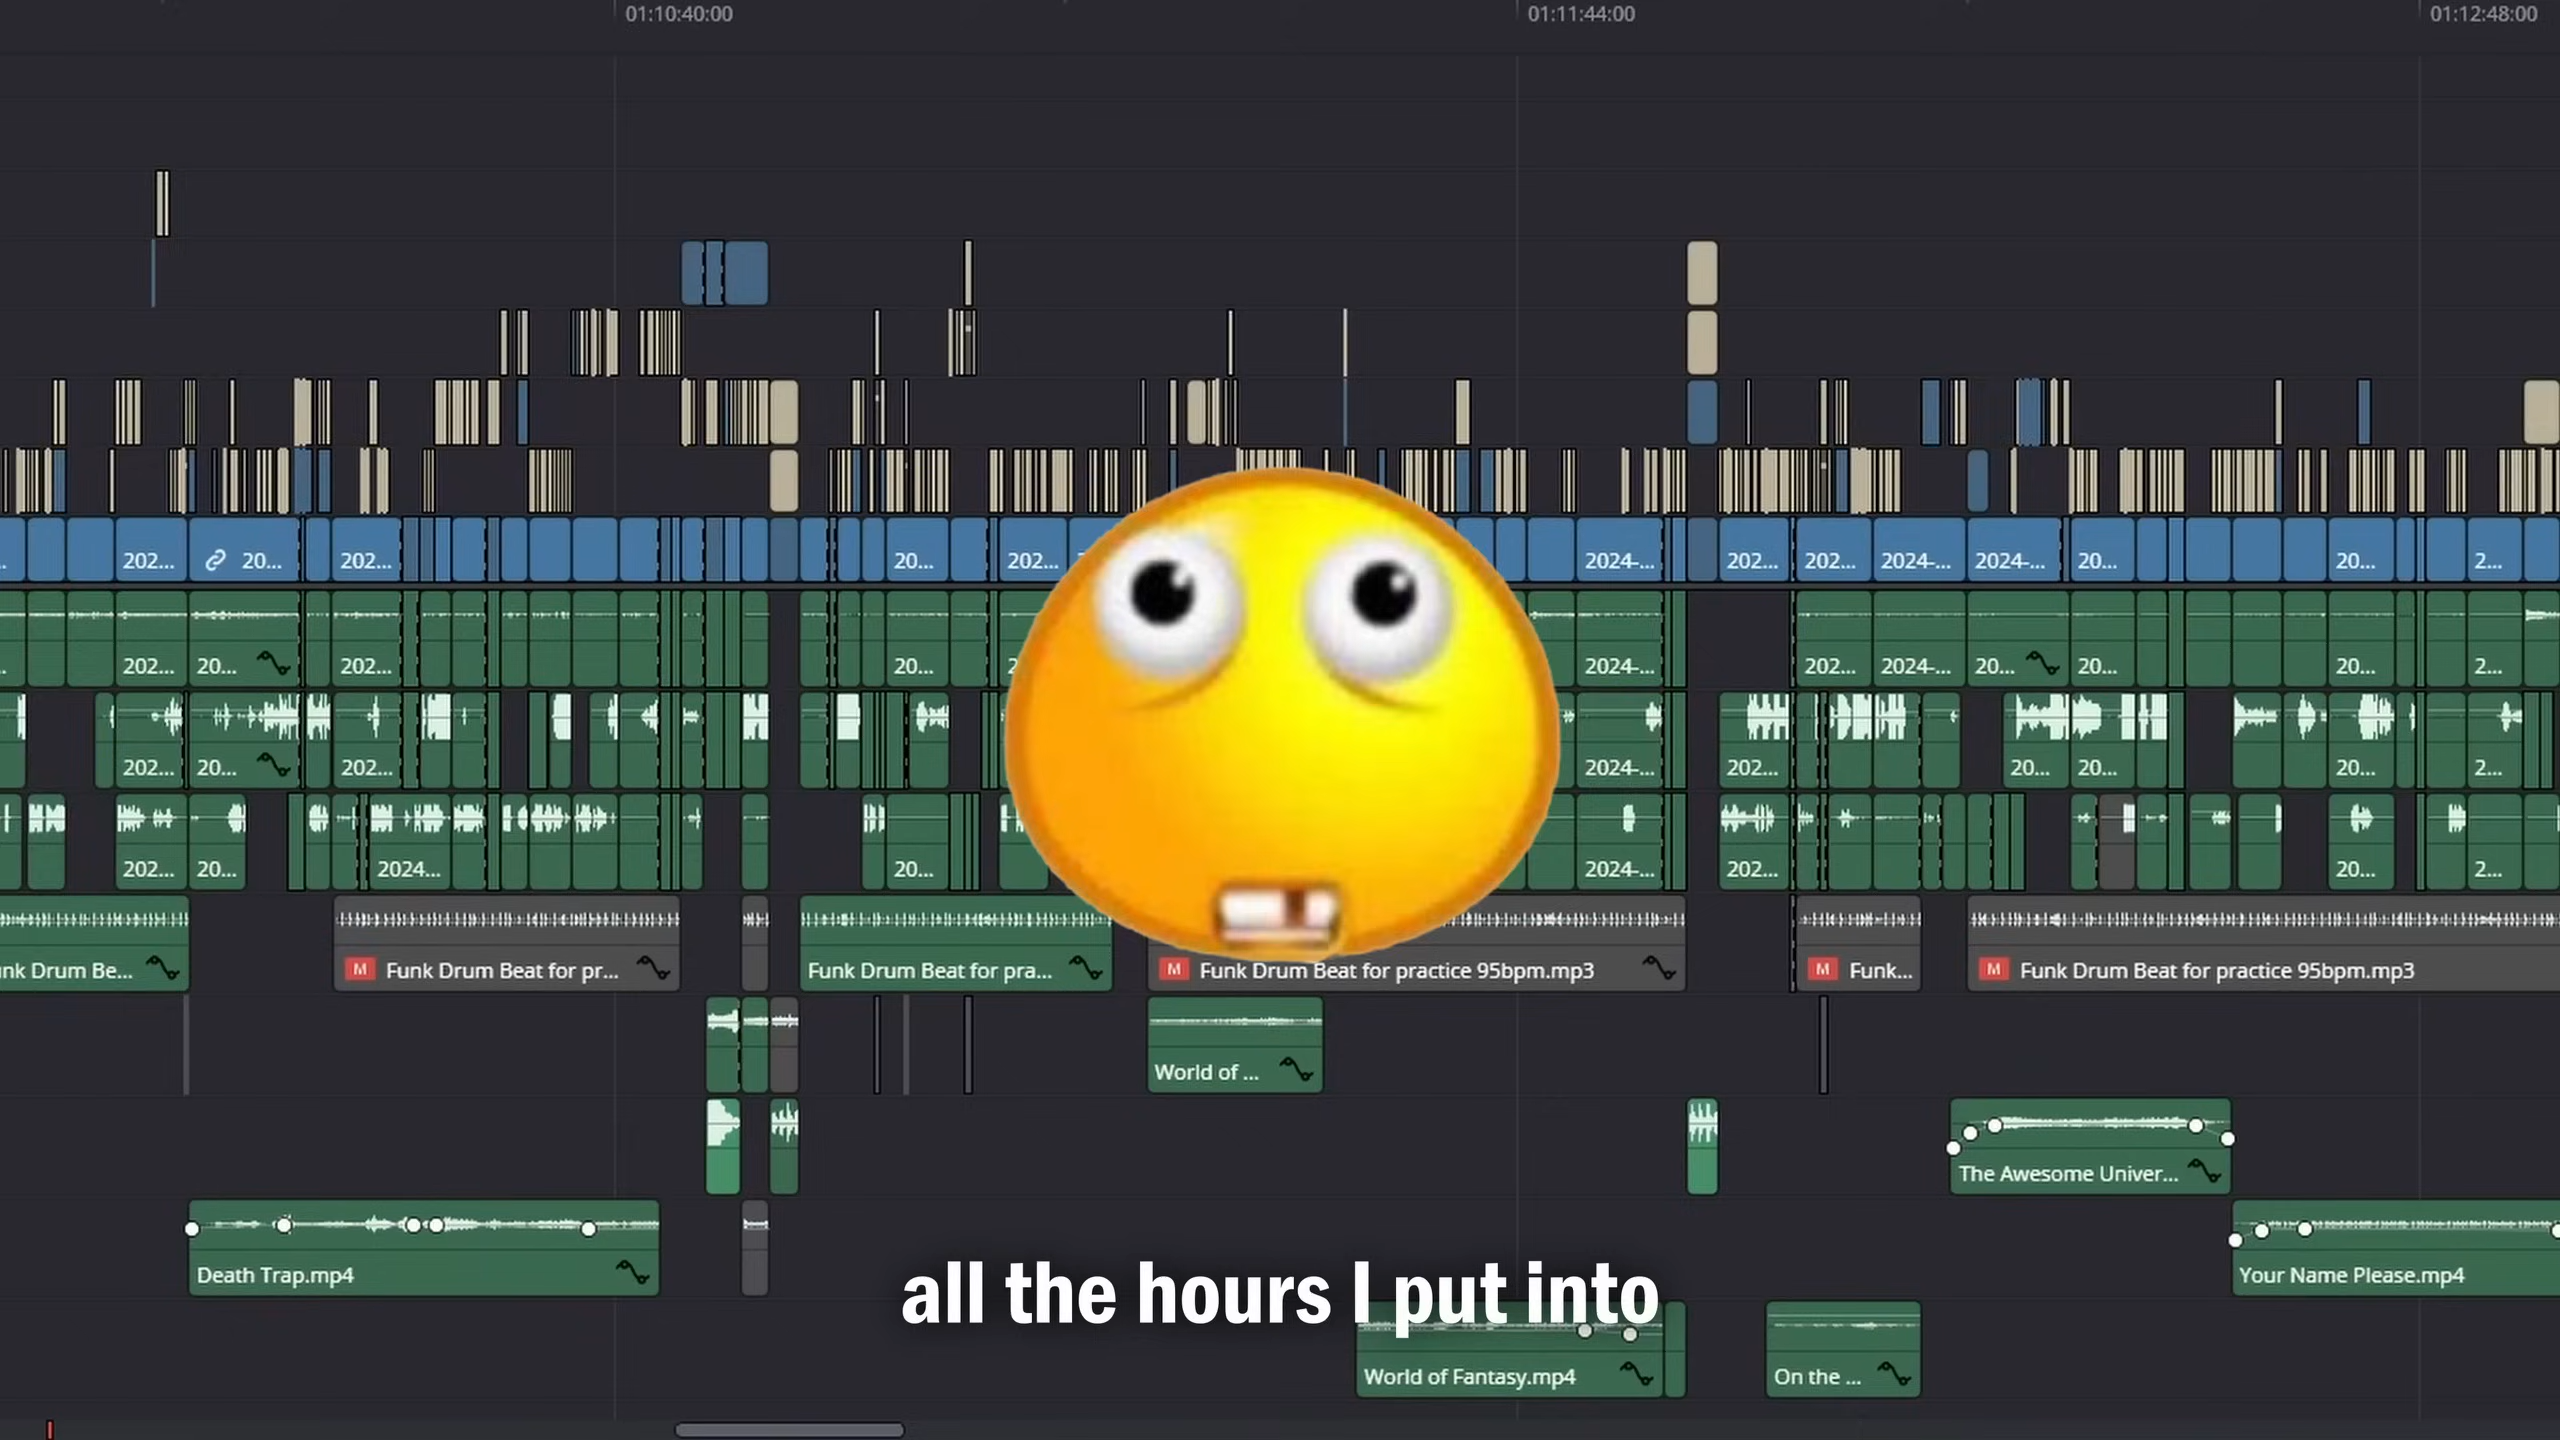 01:10:40:00 01:11:44:00 01:12:48:00
202... 20... 202... 20... 202... 2024-... 202... 202... 2024-... 2024-... 20... 20... 2...
202... 20... 202... 20... 2024-... 202... 2024-... 20... 20... 20... 2...
202... 20... 202... 2024-... 202... 20... 20... 20... 2...
202... 20... 2024... 20... 2024-... 202... 20... 2...
nk Drum Be... M Funk Drum Beat for pr... Funk Drum Beat for pra... M Funk Drum Beat for practice 95bpm.mp3 M Funk... M Funk Drum Beat for practice 95bpm.mp3
World of ...
The Awesome Univer...
Death Trap.mp4 Your Name Please.mp4
all the hours I put into
World of Fantasy.mp4 On the ...